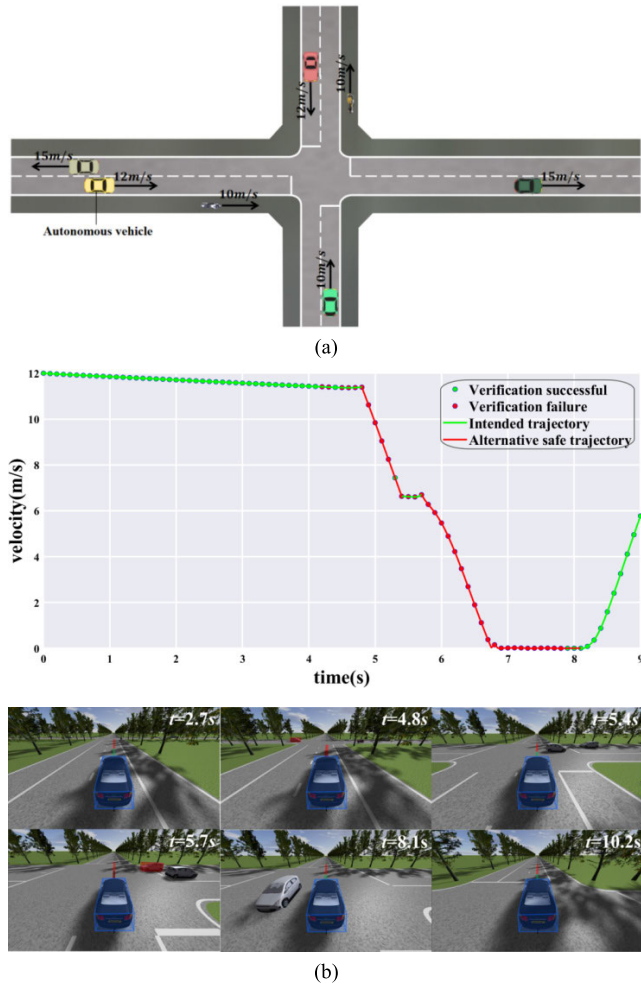 10m/s
12m/s
15m/s
12m/s
15m/s
10m/s
Autonomous vehicle
10m/s
(a)
12
10
8
6
4
2
0
velocity(m/s)
Verification successful
Verification failure
Intended trajectory
Alternative safe trajectory
0 1 2 3 4 5 6 7 8 9
time(s)
t=2.7s t=4.8s t=5.4s
t=5.7s t=8.1s t=10.2s
(b)